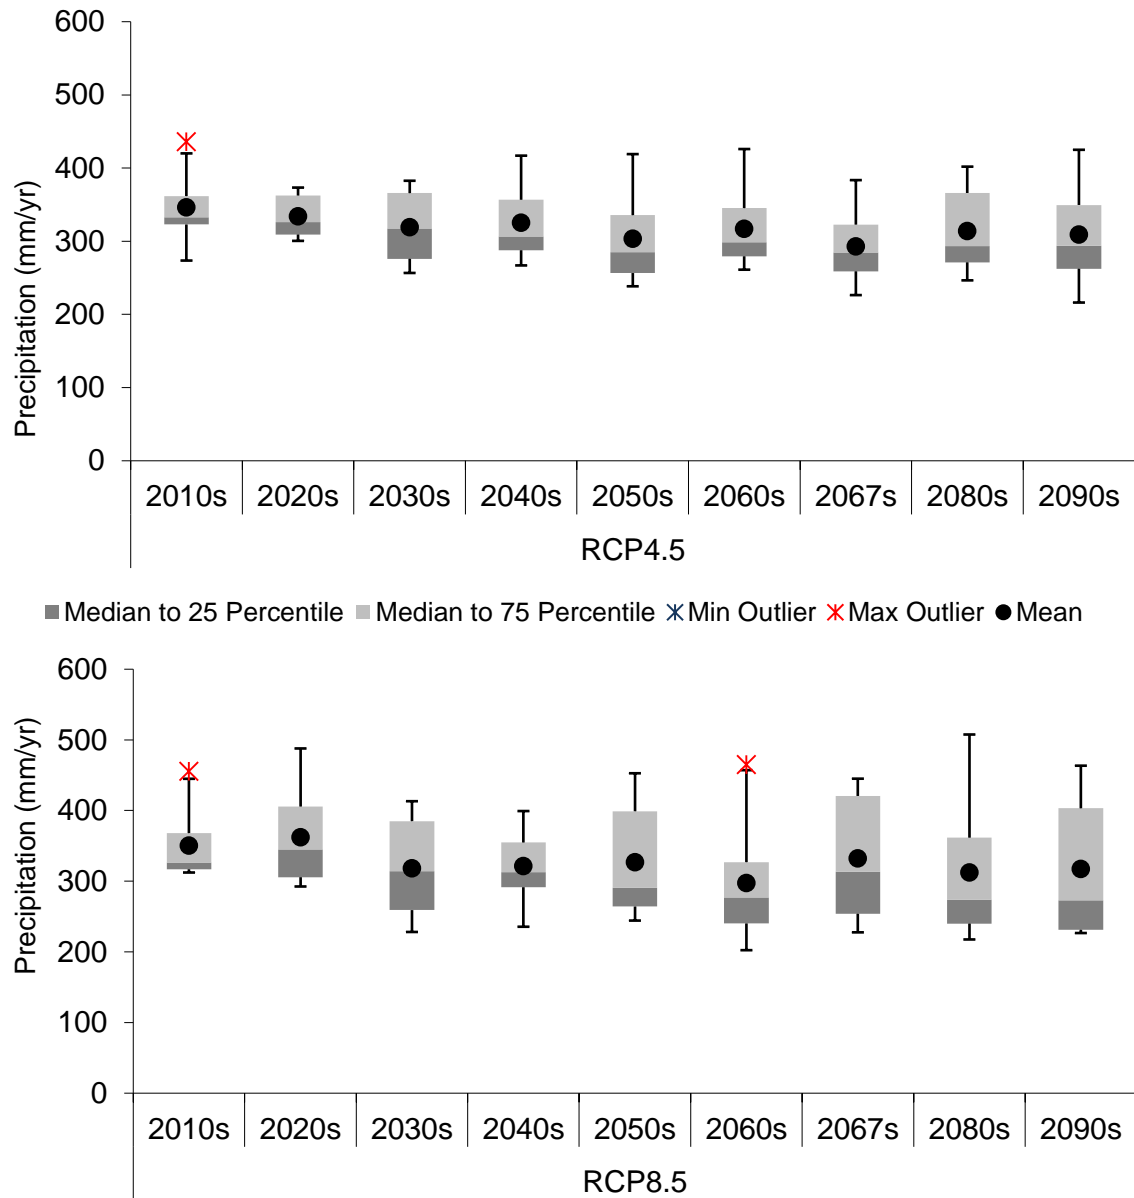 600
500
400
300
200
100
0
Precipitation (mm/yr)
2010s 2020s 2030s 2040s 2050s 2060s 2067s 2080s 2090s
RCP4.5
Median to 25 Percentile Median to 75 Percentile Min Outlier Max Outlier Mean
600
500
400
300
200
100
0
Precipitation (mm/yr)
2010s 2020s 2030s 2040s 2050s 2060s 2067s 2080s 2090s
RCP8.5